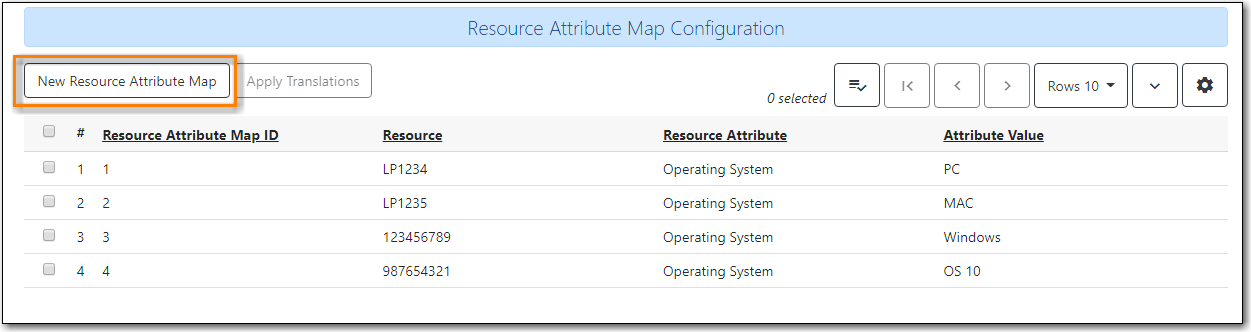 Resource Attribute Map Configuration
New Resource Attribute Map Apply Translations 0 selected Rows 10
# Resource Attribute Map ID Resource Resource Attribute Attribute Value
1 1 LP1234 Operating System PC
2 2 LP1235 Operating System MAC
3 3 123456789 Operating System Windows
4 4 987654321 Operating System OS 10